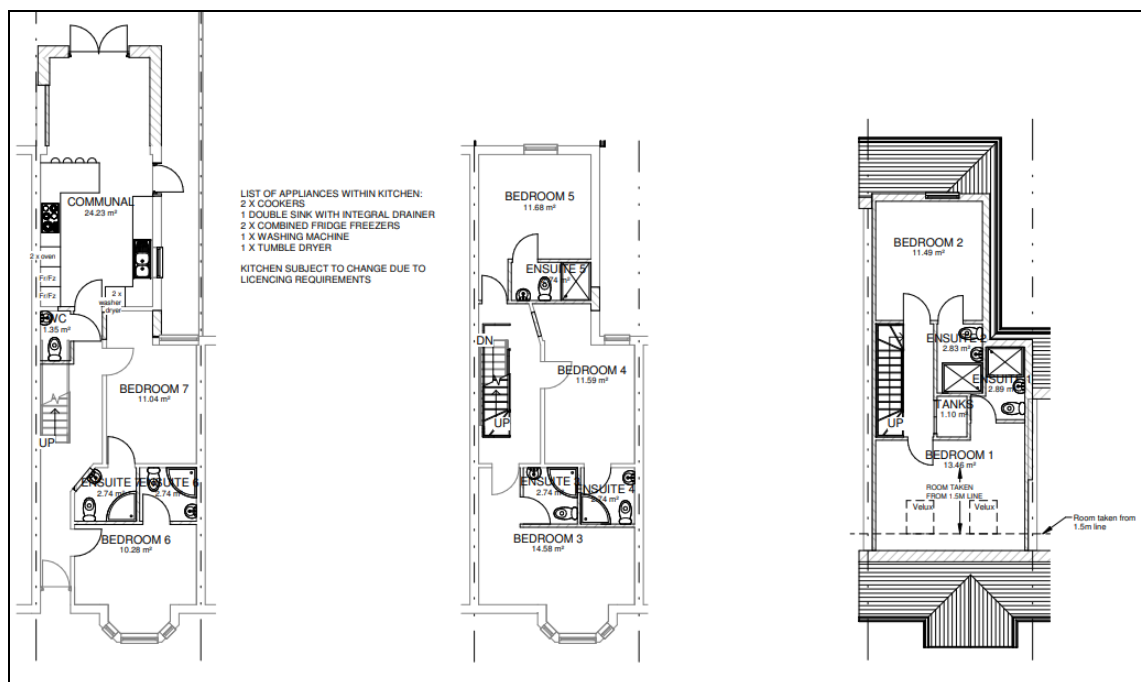 COMMUNAL
24.23 m²
2 x oven
Fr/Fz
Fr/Fz
2 x
washer
dryer
WC
1.35 m²
BEDROOM 7
11.04 m²
UP
ENSUITE 7
2.74 m²
ENSUITE 6
2.74 m²
BEDROOM 6
10.28 m²
LIST OF APPLIANCES WITHIN KITCHEN:
2 X COOKERS
1 DOUBLE SINK WITH INTEGRAL DRAINER
2 X COMBINED FRIDGE FREEZERS
1 X WASHING MACHINE
1 X TUMBLE DRYER
KITCHEN SUBJECT TO CHANGE DUE TO
LICENCING REQUIREMENTS
BEDROOM 5
11.68 m²
ENSUITE 5
2.74 m²
DN
BEDROOM 4
11.59 m²
UP
ENSUITE 3
2.74 m²
ENSUITE 4
2.74 m²
BEDROOM 3
14.58 m²
BEDROOM 2
11.49 m²
ENSUITE 2
2.83 m²
ENSUITE 1
2.89 m²
TANKS
1.10 m²
UP
BEDROOM 1
13.46 m²
ROOM TAKEN
FROM 1.5M LINE
Velux
Velux
Room taken from
1.5m line